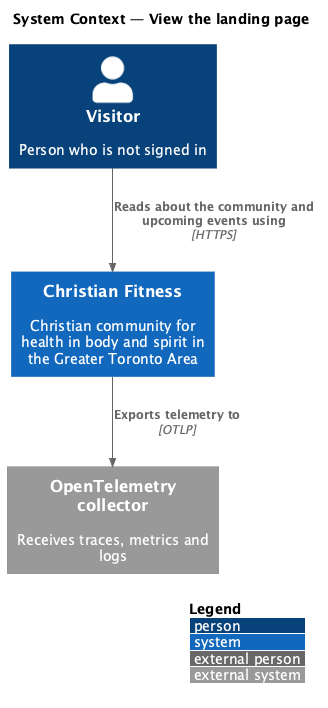 System Context — View the landing page
Visitor
Person who is not signed in
Reads about the community and
upcoming events using
[HTTPS]
Christian Fitness
Christian community for
health in body and spirit in
the Greater Toronto Area
Exports telemetry to
[OTLP]
OpenTelemetry
collector
Receives traces, metrics and
logs
Legend
person
system
external person
external system